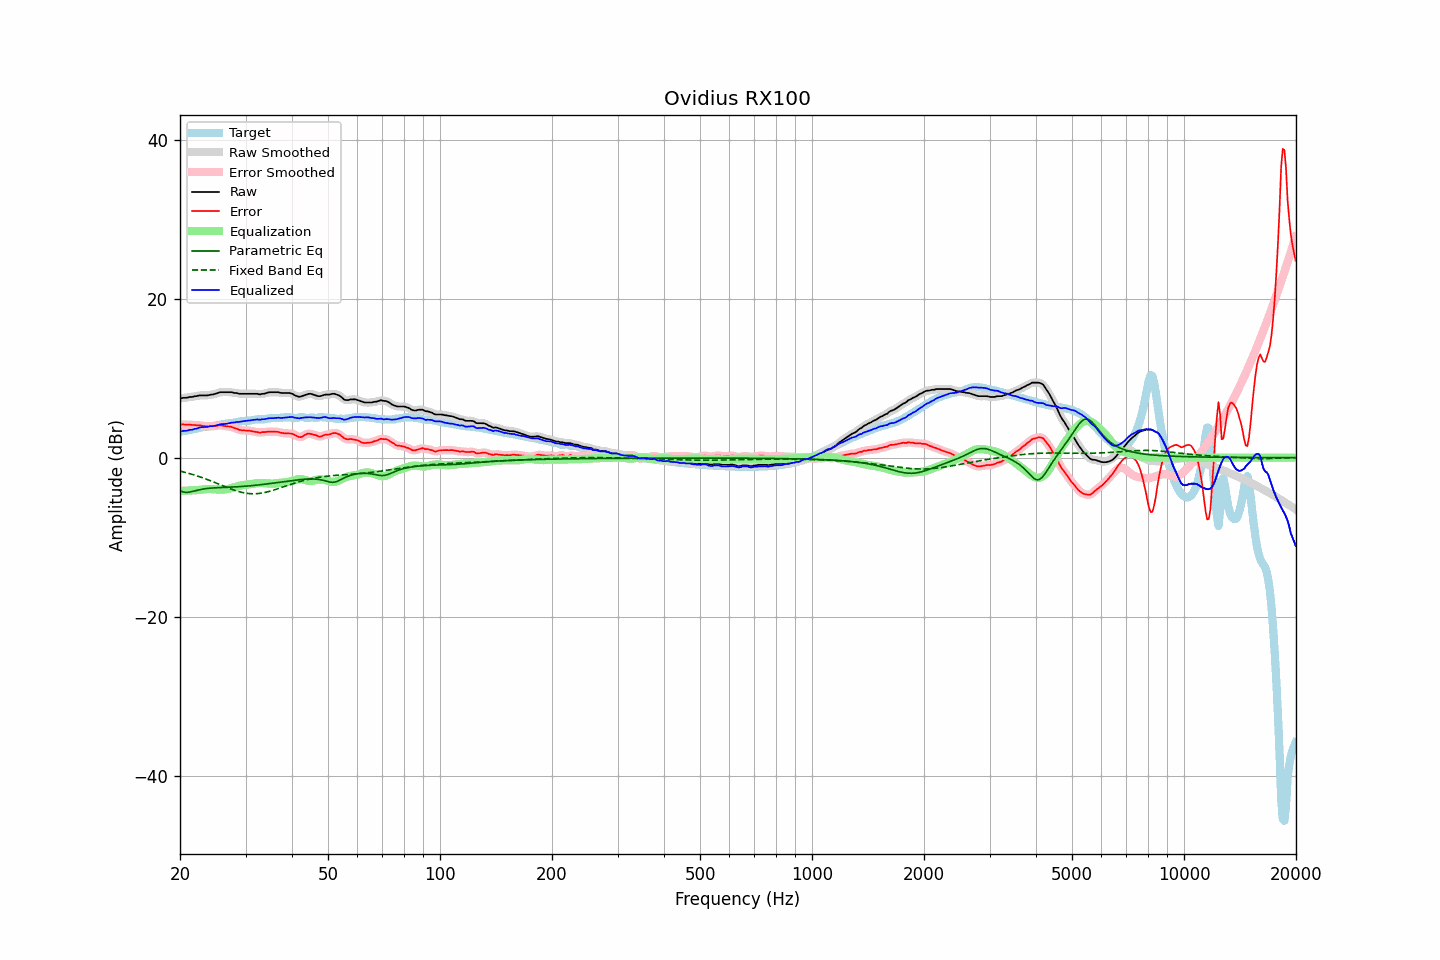 Ovidius RX100
Target
Raw Smoothed
Error Smoothed
Raw
Error
Equalization
Parametric Eq
Fixed Band Eq
Equalized
40
20
0
−20
−40
Amplitude (dBr)
20
50
100
200
500
1000
2000
5000
10000
20000
Frequency (Hz)